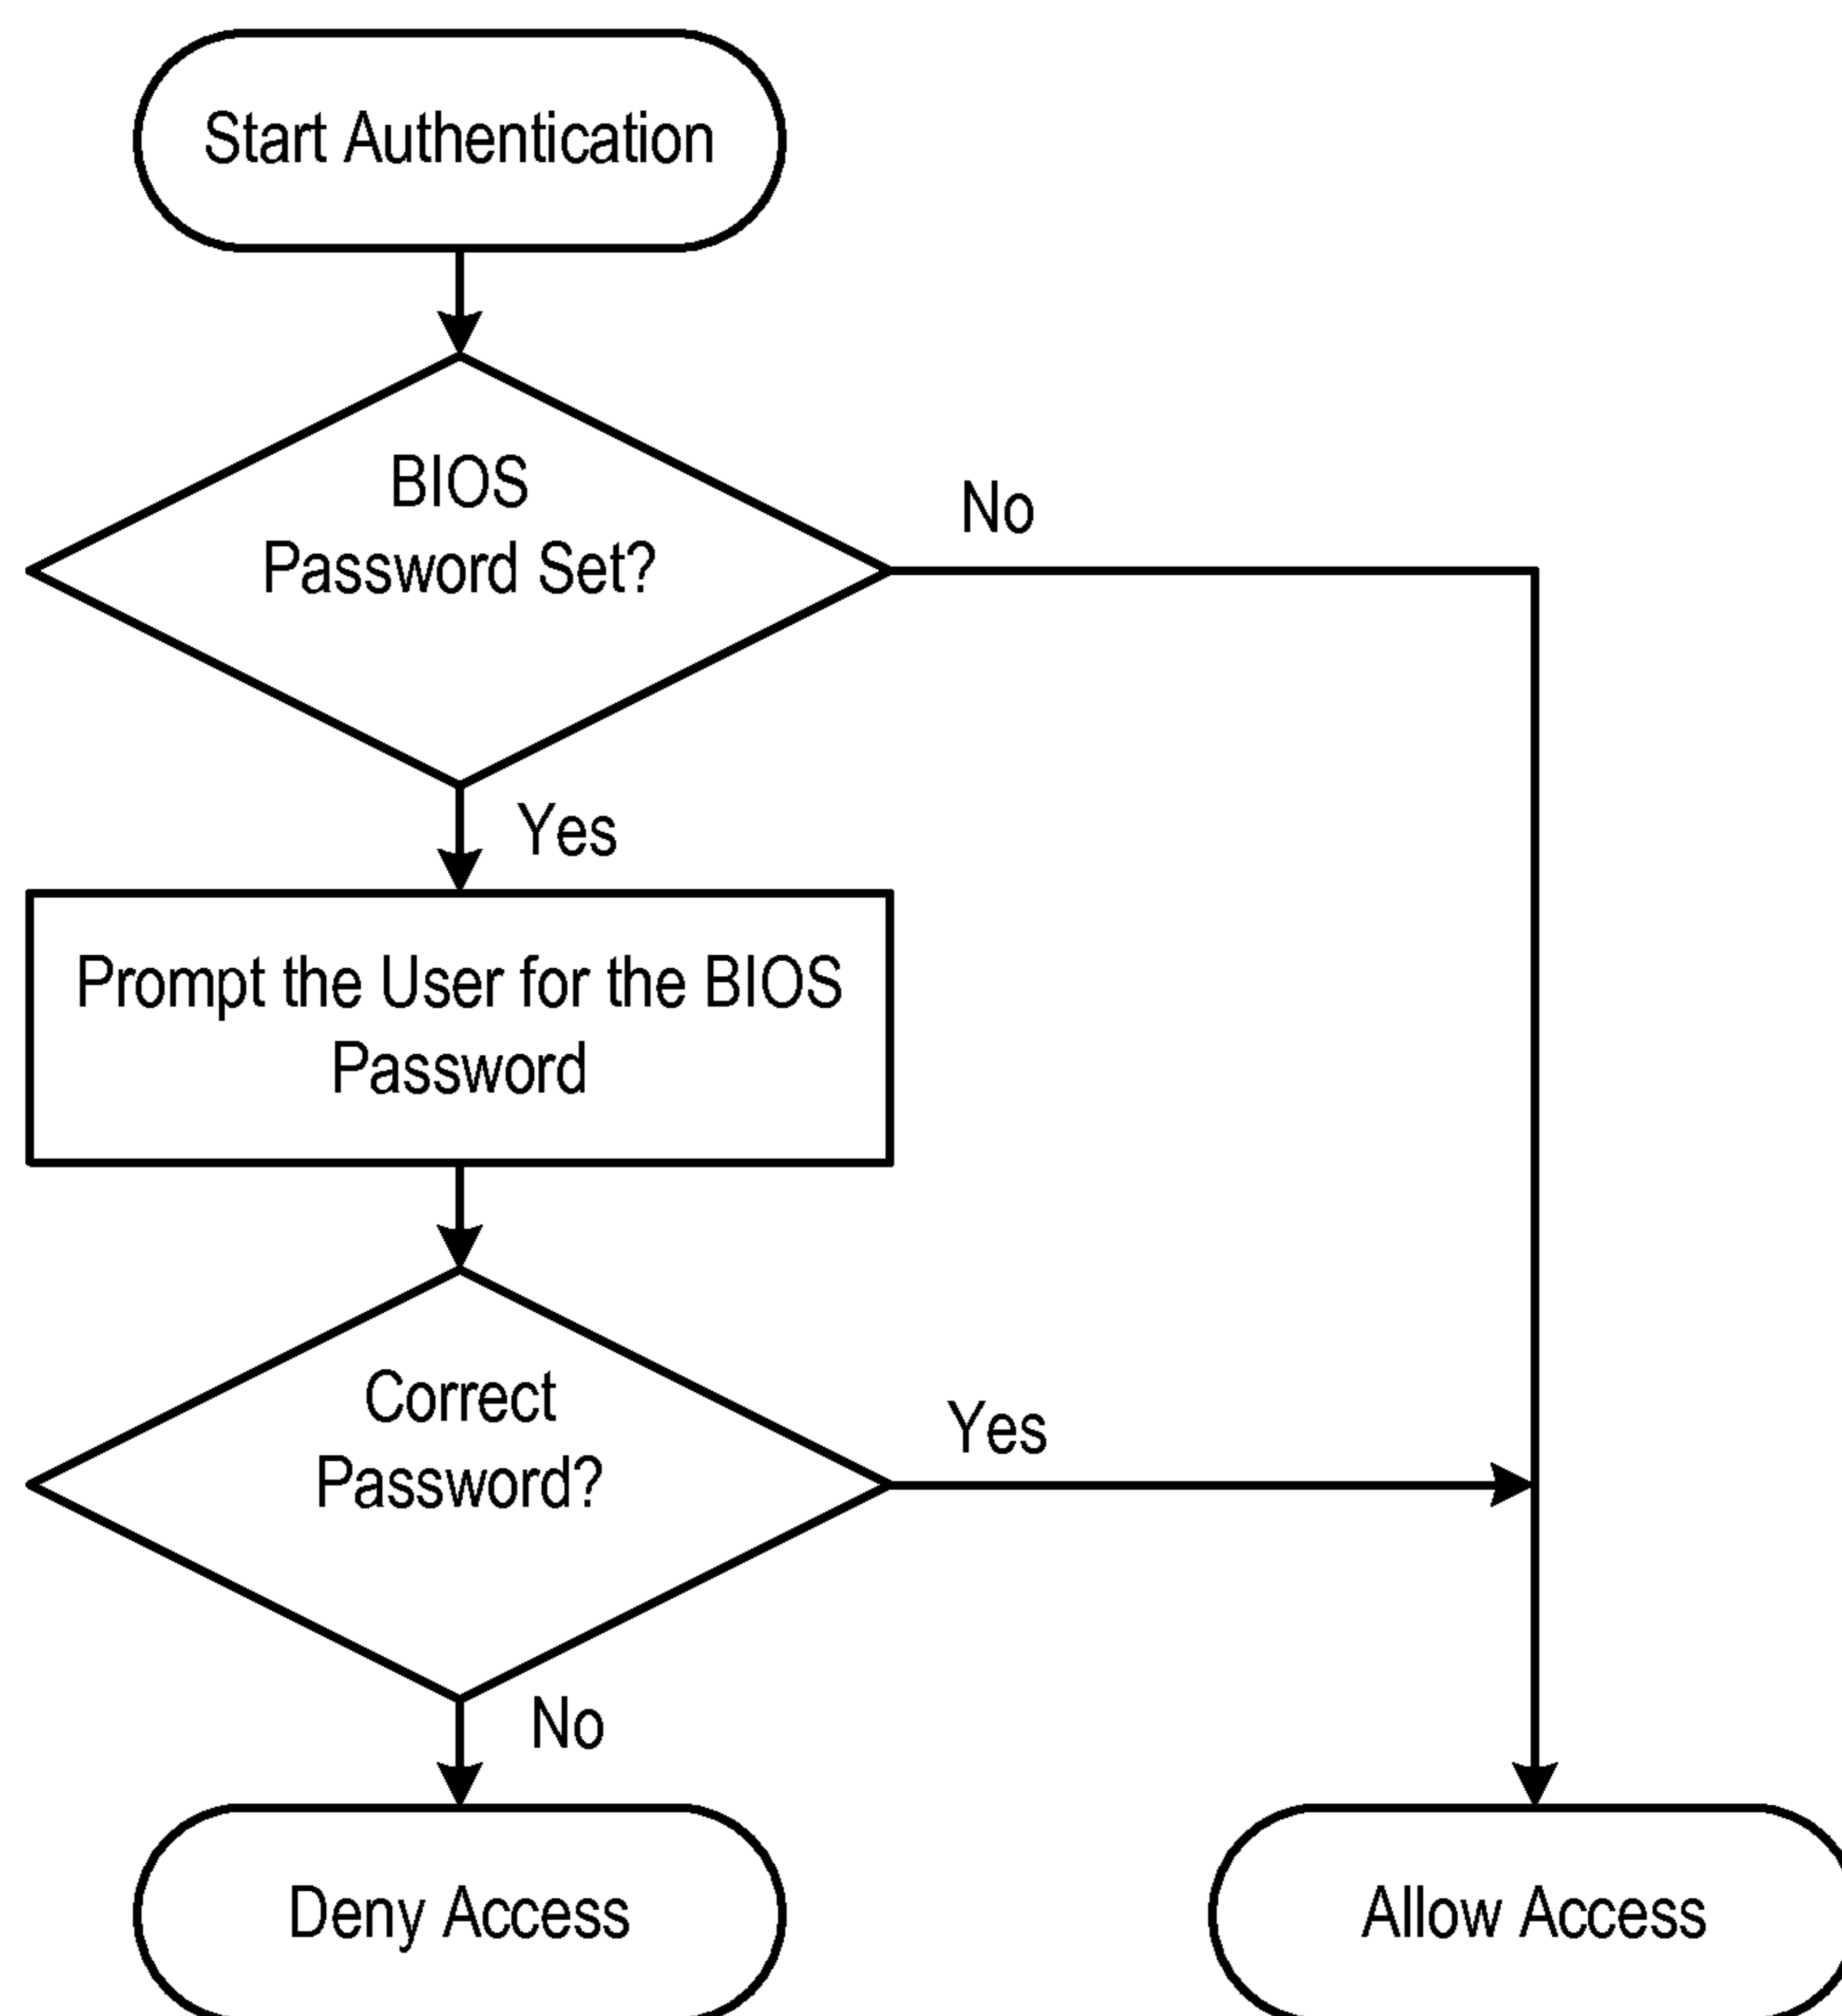 Start Authentication
BIOS
Password Set?
No
Yes
Prompt the User for the BIOS
Password
Correct
Password?
Yes
No
Deny Access
Allow Access